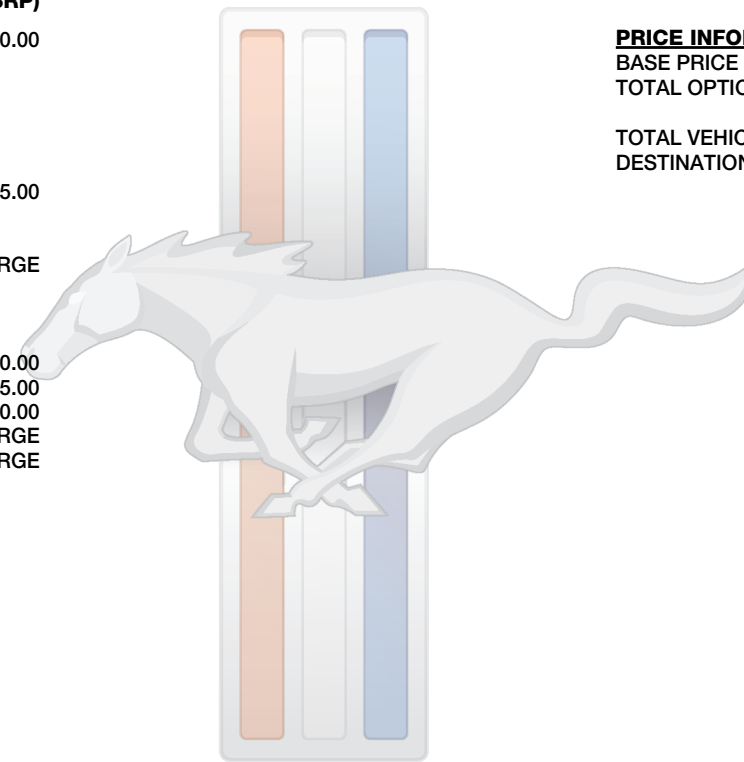 RP)
0.00
5.00
RGE
0.00
5.00
0.00
RGE
RGE
PRICE INFO
BASE PRICE
TOTAL OPTIO
TOTAL VEHIC
DESTINATION